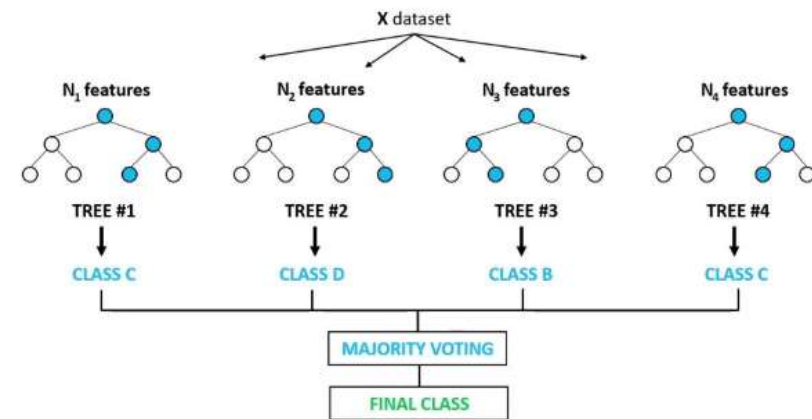 X dataset
N₁ features N₂ features N₃ features N₄ features
TREE #1 TREE #2 TREE #3 TREE #4
CLASS C CLASS D CLASS B CLASS C
MAJORITY VOTING
FINAL CLASS